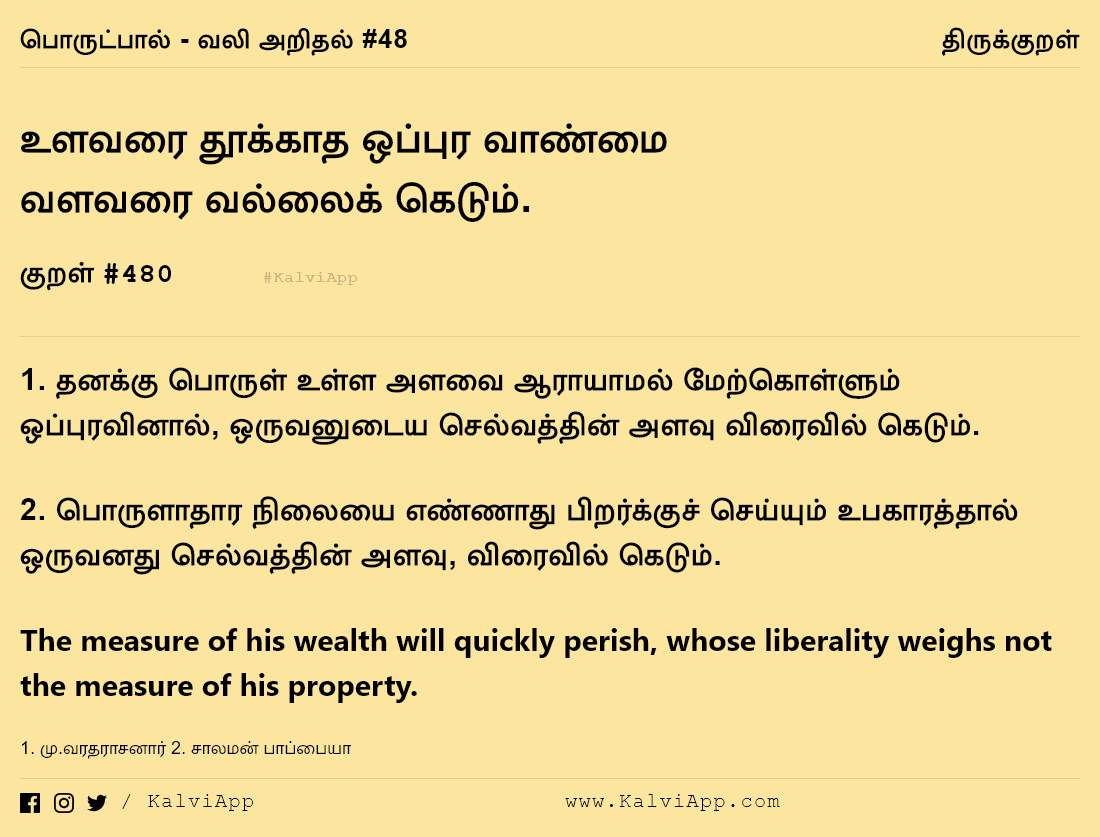 பொருட்பால் - வலி அறிதல் #48
திருக்குறள்
உளவரை தூக்காத ஒப்புர வாண்மை
வளவரை வல்லைக் கெடும்.
குறள் #480
#KalviApp
1. தனக்கு பொருள் உள்ள அளவை ஆராயாமல் மேற்கொள்ளும்
ஒப்புரவினால், ஒருவனுடைய செல்வத்தின் அளவு விரைவில் கெடும்.
2. பொருளாதார நிலையை எண்ணாது பிறர்க்குச் செய்யும் உபகாரத்தால்
ஒருவனது செல்வத்தின் அளவு, விரைவில் கெடும்.
The measure of his wealth will quickly perish, whose liberality weighs not
the measure of his property.
1. மு.வரதராசனார் 2. சாலமன் பாப்பையா
/ KalviApp
www.KalviApp.com